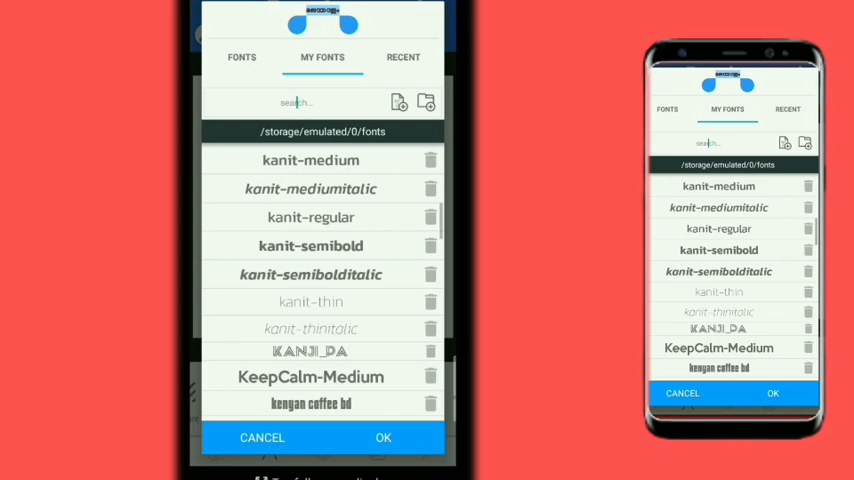 FONTS MY FONTS RECENT
search...
/storage/emulated/0/fonts
kanit-medium
kanit-mediumitalic
kanit-regular
kanit-semibold
kanit-semibolditalic
kanit-thin
kanit-thinitalic
KANJI_DA
KeepCalm-Medium
kenyan coffee bd
CANCEL OK
FONTS MY FONTS RECENT
search...
/storage/emulated/0/fonts
kanit-medium
kanit-mediumitalic
kanit-regular
kanit-semibold
kanit-semibolditalic
kanit-thin
kanit-thinitalic
KANJI_DA
KeepCalm-Medium
kenyan coffee bd
CANCEL OK